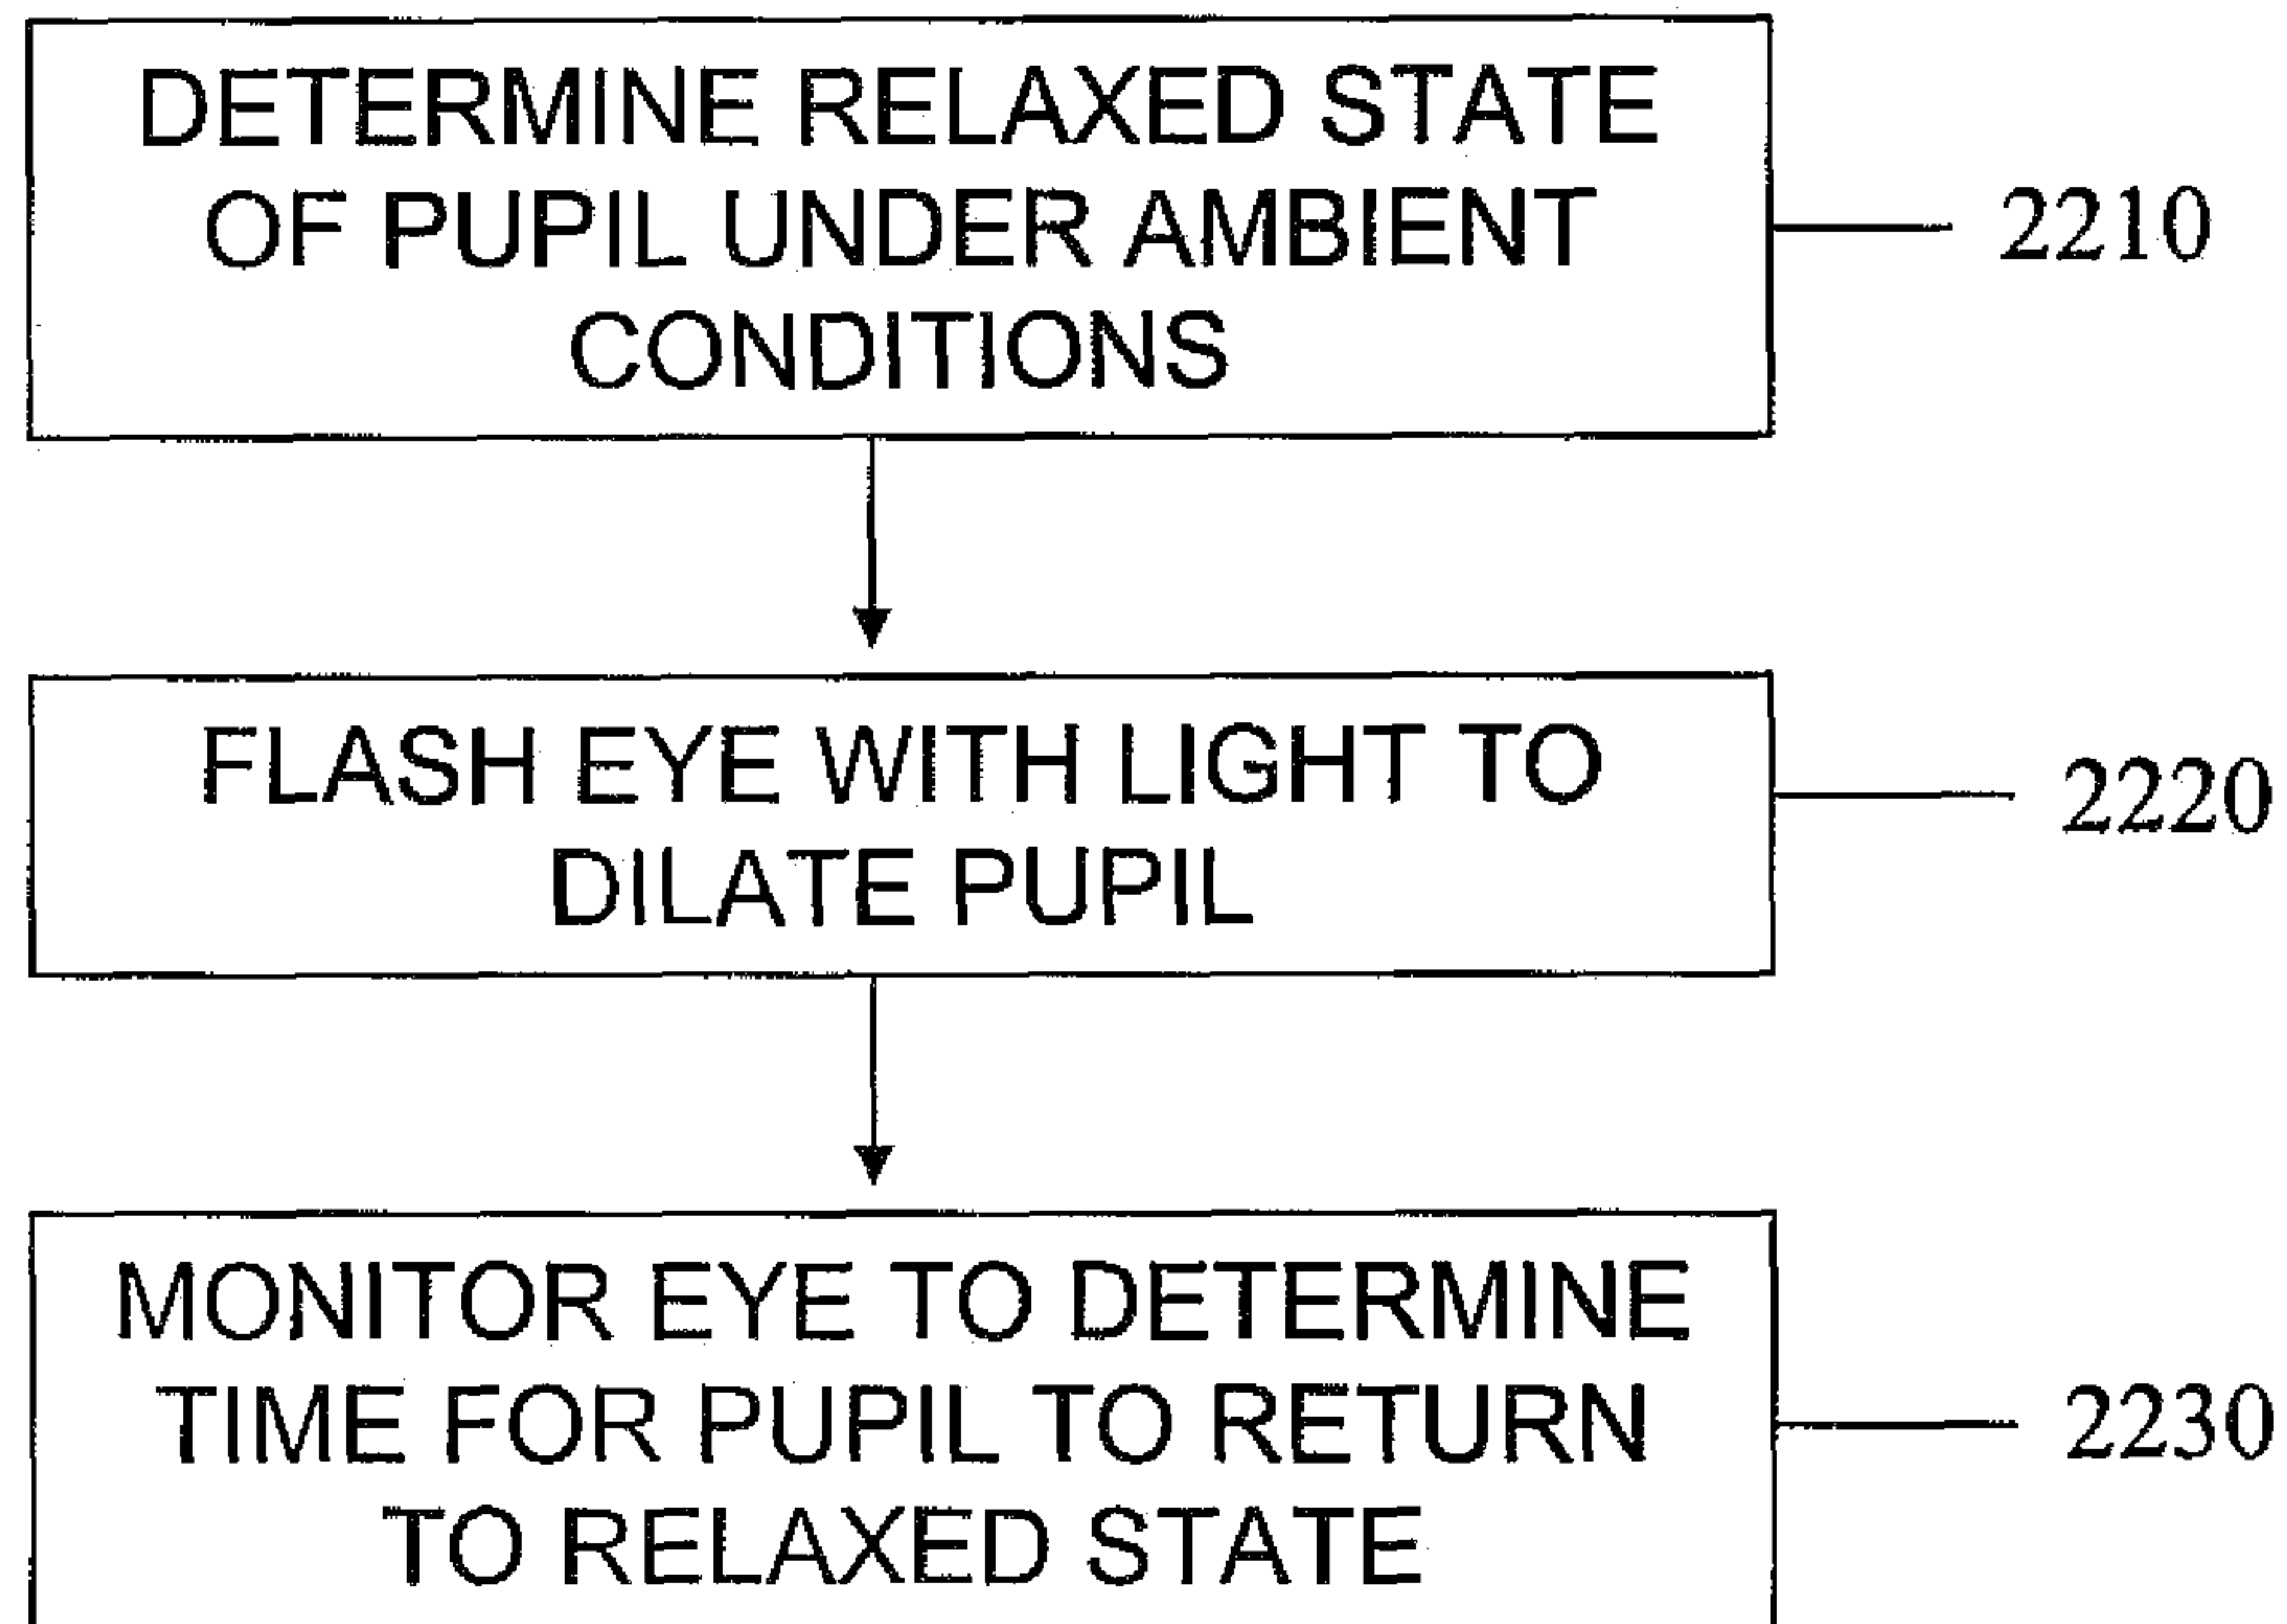 DETERMINE RELAXED STATE
OF PUPIL UNDER AMBIENT
CONDITIONS
2210
FLASH EYE WITH LIGHT TO
DILATE PUPIL
2220
MONITOR EYE TO DETERMINE
TIME FOR PUPIL TO RETURN
TO RELAXED STATE
2230